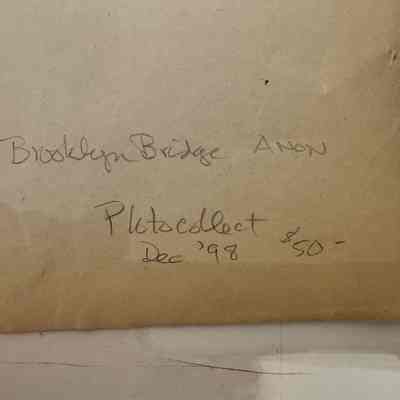 Brooklyn Bridge ANON
Photocollect
Dec '98 $50-